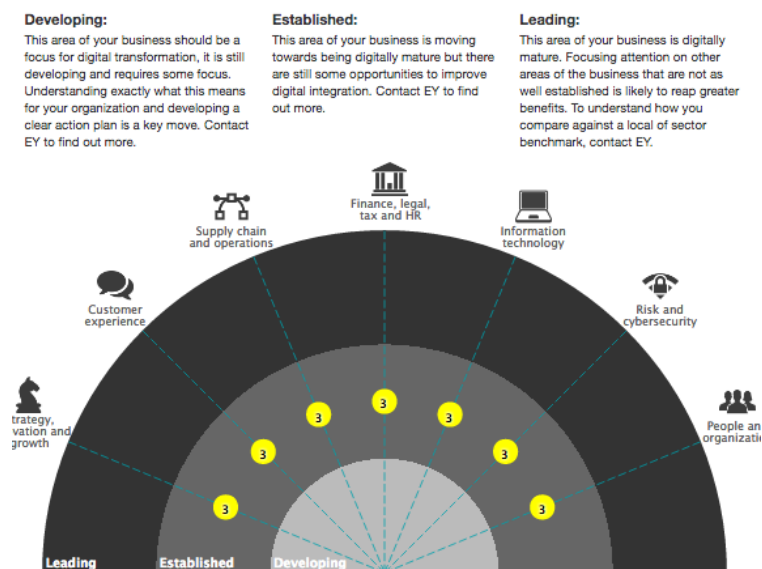 Developing:
This area of your business should be a
focus for digital transformation, it is still
developing and requires some focus.
Understanding exactly what this means
for your organization and developing a
clear action plan is a key move. Contact
EY to find out more.
Established:
This area of your business is moving
towards being digitally mature but there
are still some opportunities to improve
digital integration. Contact EY to find
out more.
Leading:
This area of your business is digitally
mature. Focusing attention on other
areas of the business that are not as
well established is likely to reap greater
benefits. To understand how you
compare against a local of sector
benchmark, contact EY.
Finance, legal,
tax and HR
Supply chain
and operations
Information
technology
Customer
experience
Risk and
cybersecurity
trategy,
vation and
growth
People an
organizati
3
3
3
3
3
3
3
Leading
Established
Developing